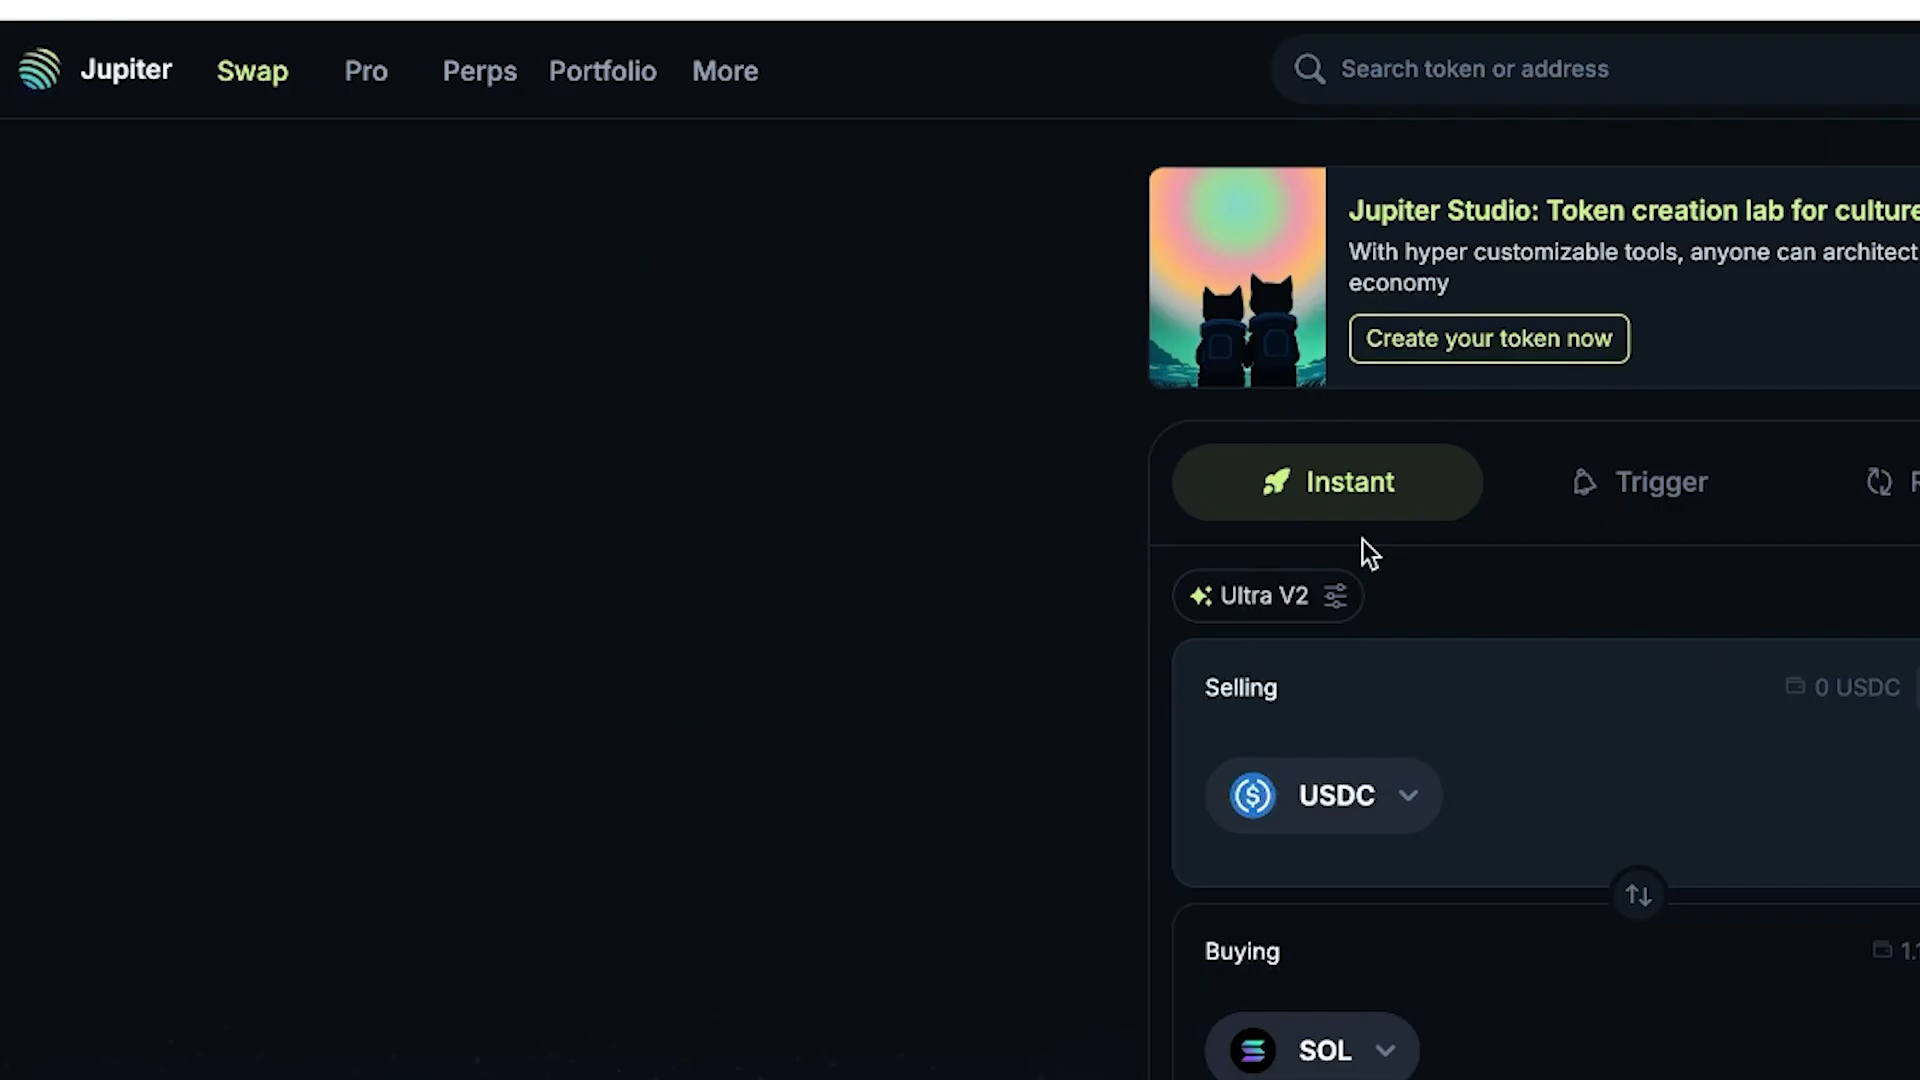 Jupiter Swap Pro Perps Portfolio More
Search token or address
Jupiter Studio: Token creation lab for culture
With hyper customizable tools, anyone can architect
economy
Create your token now
Instant Trigger
Ultra V2
Selling 0 USDC
USDC
Buying
SOL